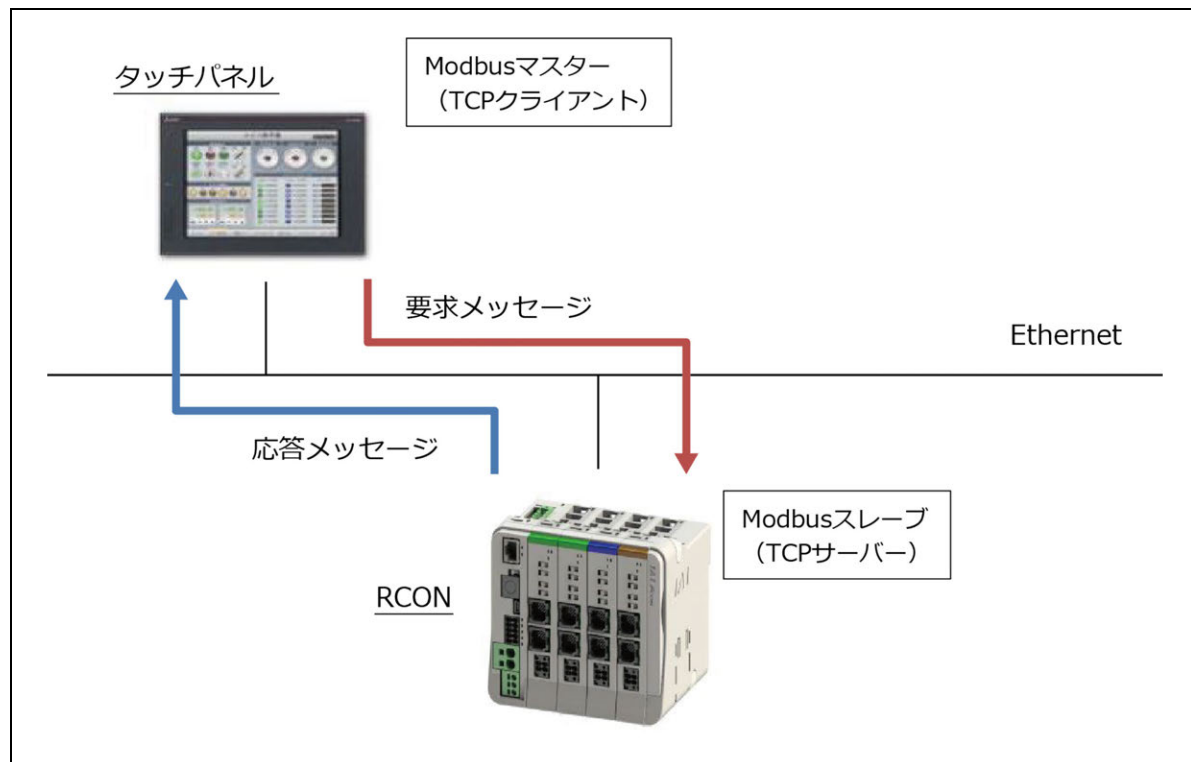 タッチパネル
Modbusマスター
（TCPクライアント）
要求メッセージ
Ethernet
応答メッセージ
Modbusスレーブ
（TCPサーバー）
RCON